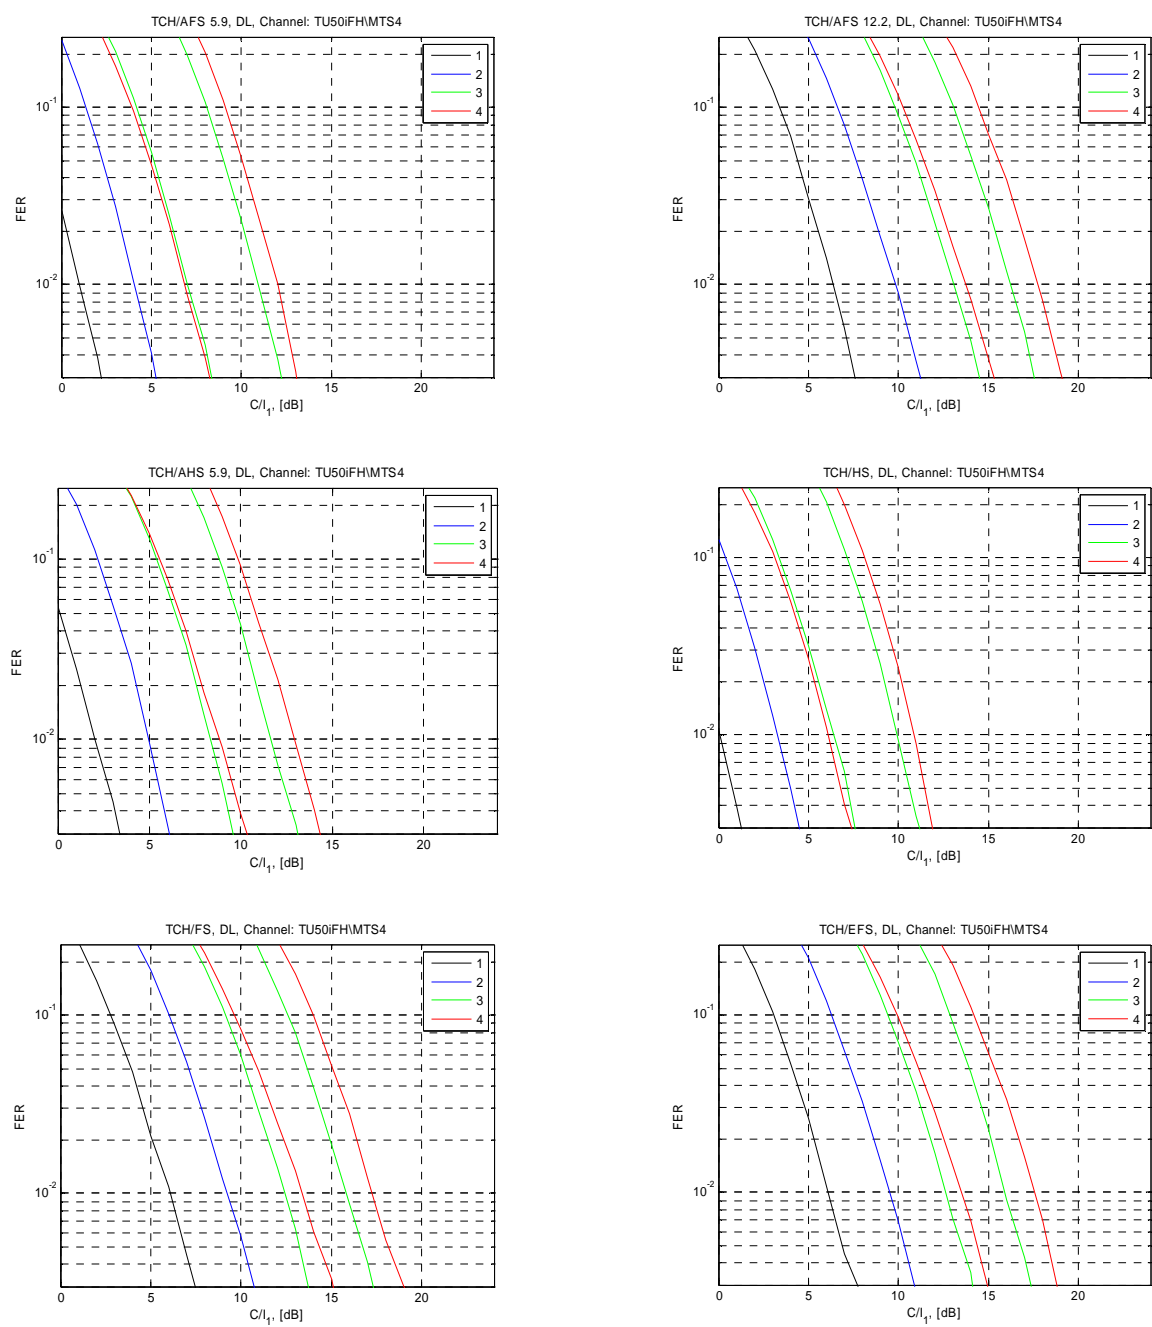 TCH/AFS 5.9, DL, Channel: TU50iFH\MTS4
1
2
3
4
10-1
10-2
FER
0 5 10 15 20
C/I1, [dB]
TCH/AFS 12.2, DL, Channel: TU50iFH\MTS4
1
2
3
4
10-1
10-2
FER
0 5 10 15 20
C/I1, [dB]
TCH/AHS 5.9, DL, Channel: TU50iFH\MTS4
1
2
3
4
10-1
10-2
FER
0 5 10 15 20
C/I1, [dB]
TCH/HS, DL, Channel: TU50iFH\MTS4
1
2
3
4
10-1
10-2
FER
0 5 10 15 20
C/I1, [dB]
TCH/FS, DL, Channel: TU50iFH\MTS4
1
2
3
4
10-1
10-2
FER
0 5 10 15 20
C/I1, [dB]
TCH/EFS, DL, Channel: TU50iFH\MTS4
1
2
3
4
10-1
10-2
FER
0 5 10 15 20
C/I1, [dB]